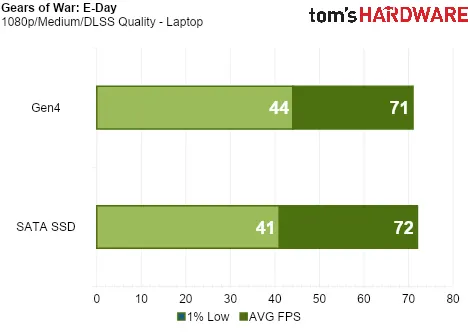 Gears of War: E-Day
tom's HARDWARE
1080p/Medium/DLSS Quality - Laptop
Gen4
44
71
SATA SSD
41
72
0 10 20 30 40 50 60 70 80
1% Low AVG FPS